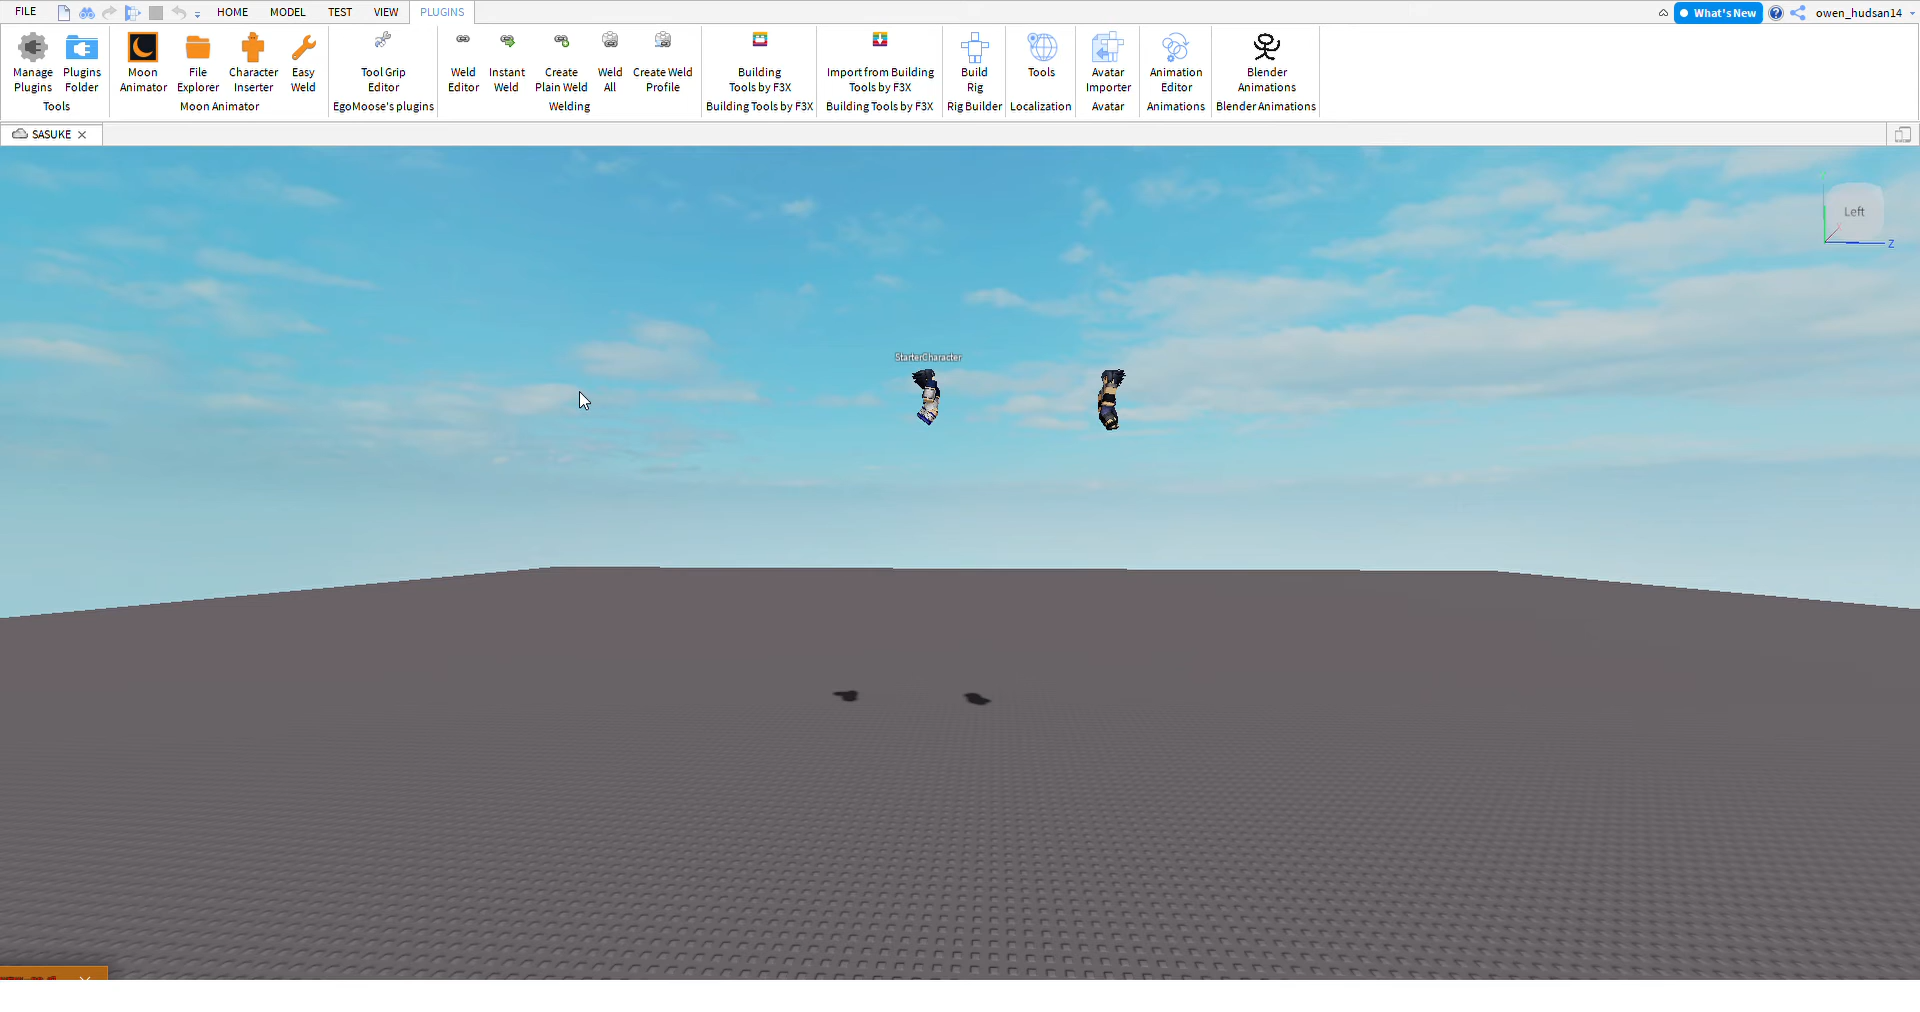 FILE HOME MODEL TEST VIEW PLUGINS What's New owen_hudsan14
Manage Plugins
Plugins Folder
Tools
Moon Animator
File Explorer
Character Inserter
Easy Weld
Moon Animator
Tool Grip Editor
EgoMoose's plugins
Weld Editor
Instant Weld
Create Plain Weld
Weld All
Create Weld Profile
Welding
Building Tools by F3X
Building Tools by F3X
Import from Building Tools by F3X
Building Tools by F3X
Build Rig
Rig Builder
Tools
Localization
Avatar Importer
Avatar
Animation Editor
Animations
Blender Animations
Blender Animations
SASUKE
Left
Z
StarterCharacter